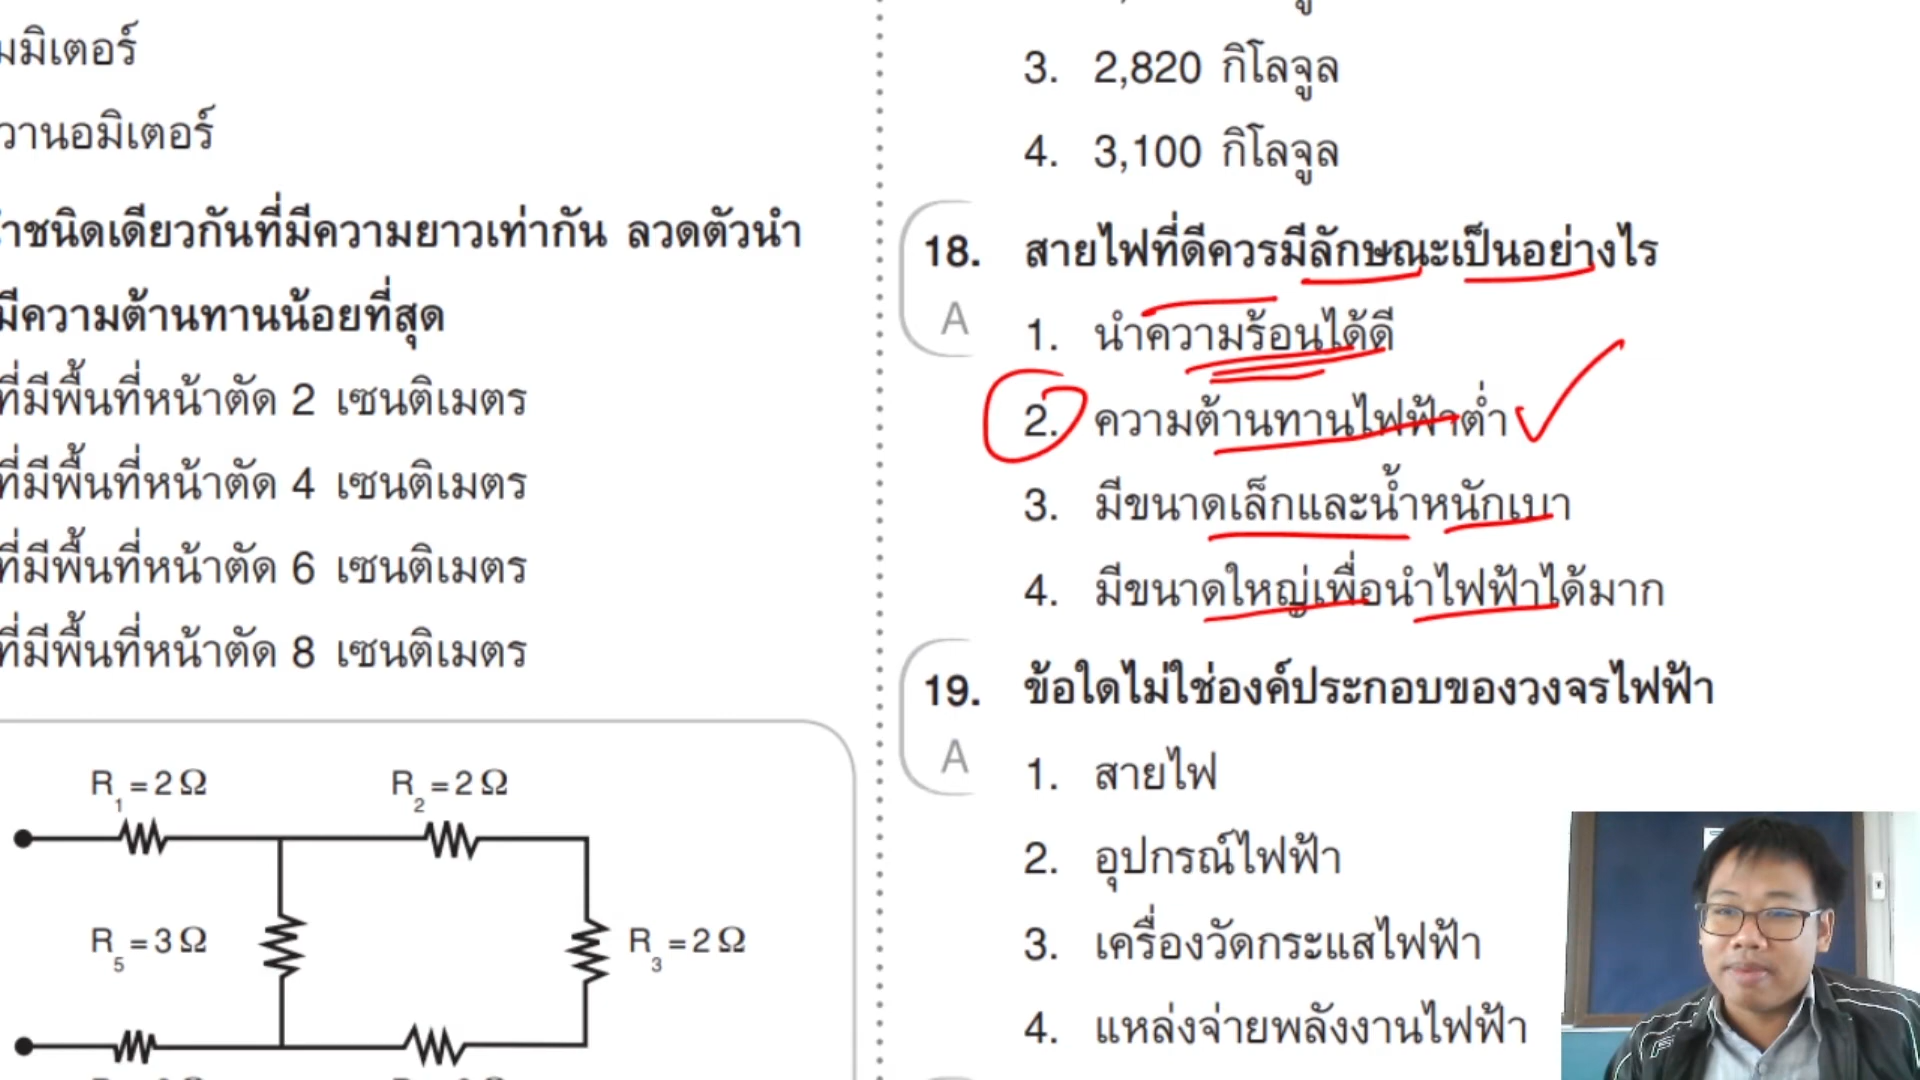 มมิเตอร์
วานอมิเตอร์
ำชนิดเดียวกันที่มีความยาวเท่ากัน ลวดตัวนำ
มีความต้านทานน้อยที่สุด
ที่มีพื้นที่หน้าตัด 2 เซนติเมตร
ที่มีพื้นที่หน้าตัด 4 เซนติเมตร
ที่มีพื้นที่หน้าตัด 6 เซนติเมตร
ที่มีพื้นที่หน้าตัด 8 เซนติเมตร
R1 = 2 Ω
R2 = 2 Ω
R5 = 3 Ω
R3 = 2 Ω
3. 2,820 กิโลจูล
4. 3,100 กิโลจูล
18. สายไฟที่ดีควรมีลักษณะเป็นอย่างไร
A
1. นำความร้อนได้ดี
2. ความต้านทานไฟฟ้าต่ำ
3. มีขนาดเล็กและน้ำหนักเบา
4. มีขนาดใหญ่เพื่อนำไฟฟ้าได้มาก
19. ข้อใดไม่ใช่องค์ประกอบของวงจรไฟฟ้า
A
1. สายไฟ
2. อุปกรณ์ไฟฟ้า
3. เครื่องวัดกระแสไฟฟ้า
4. แหล่งจ่ายพลังงานไฟฟ้า